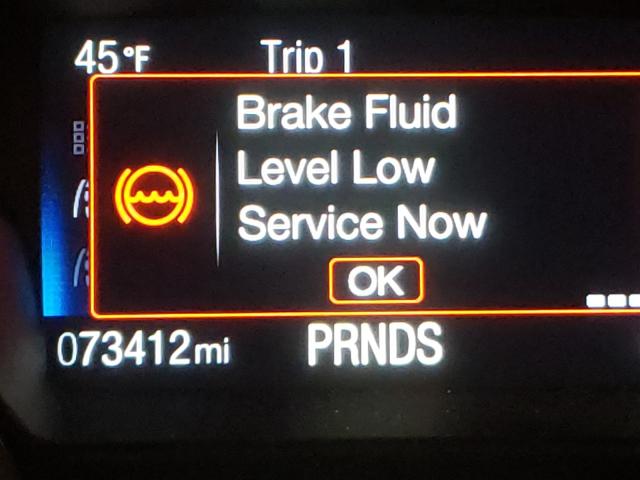 45°F Trip 1
Brake Fluid
Level Low
Service Now
OK
073412mi PRNDS